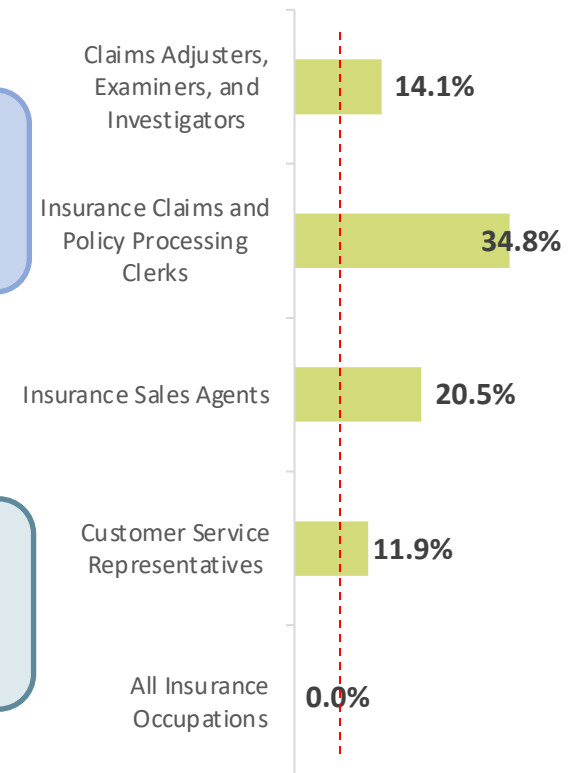 Claims Adjusters,
Examiners, and
Investigators
14.1%
Insurance Claims and
Policy Processing
Clerks
34.8%
Insurance Sales Agents
20.5%
Customer Service
Representatives
11.9%
All Insurance
Occupations
0.0%